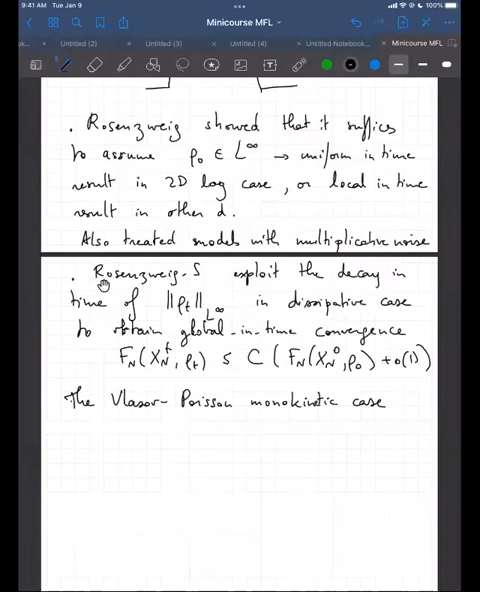 9:41 AM Tue Jan 9
100%
Minicourse MFL
Untitled (2)
Untitled (3)
Untitled (4)
Untitled Notebook...
Minicourse MFL
. Rosenzweig showed that it suffices
to assume ρ₀ ∈ L^∞ → uniform in time
result in 2D log case, or local in time
result in other d.
Also treated models with multiplicative noise
. Rosenzweig-S exploit the decay in
time of ||ρ_t||_{L^∞} in dissipative case
to obtain global-in-time convergence
F_N(X_N^t, ρ_t) ≤ C (F_N(X_N^0, ρ_0) + o(1))
The Vlasov-Poisson monokinetic case